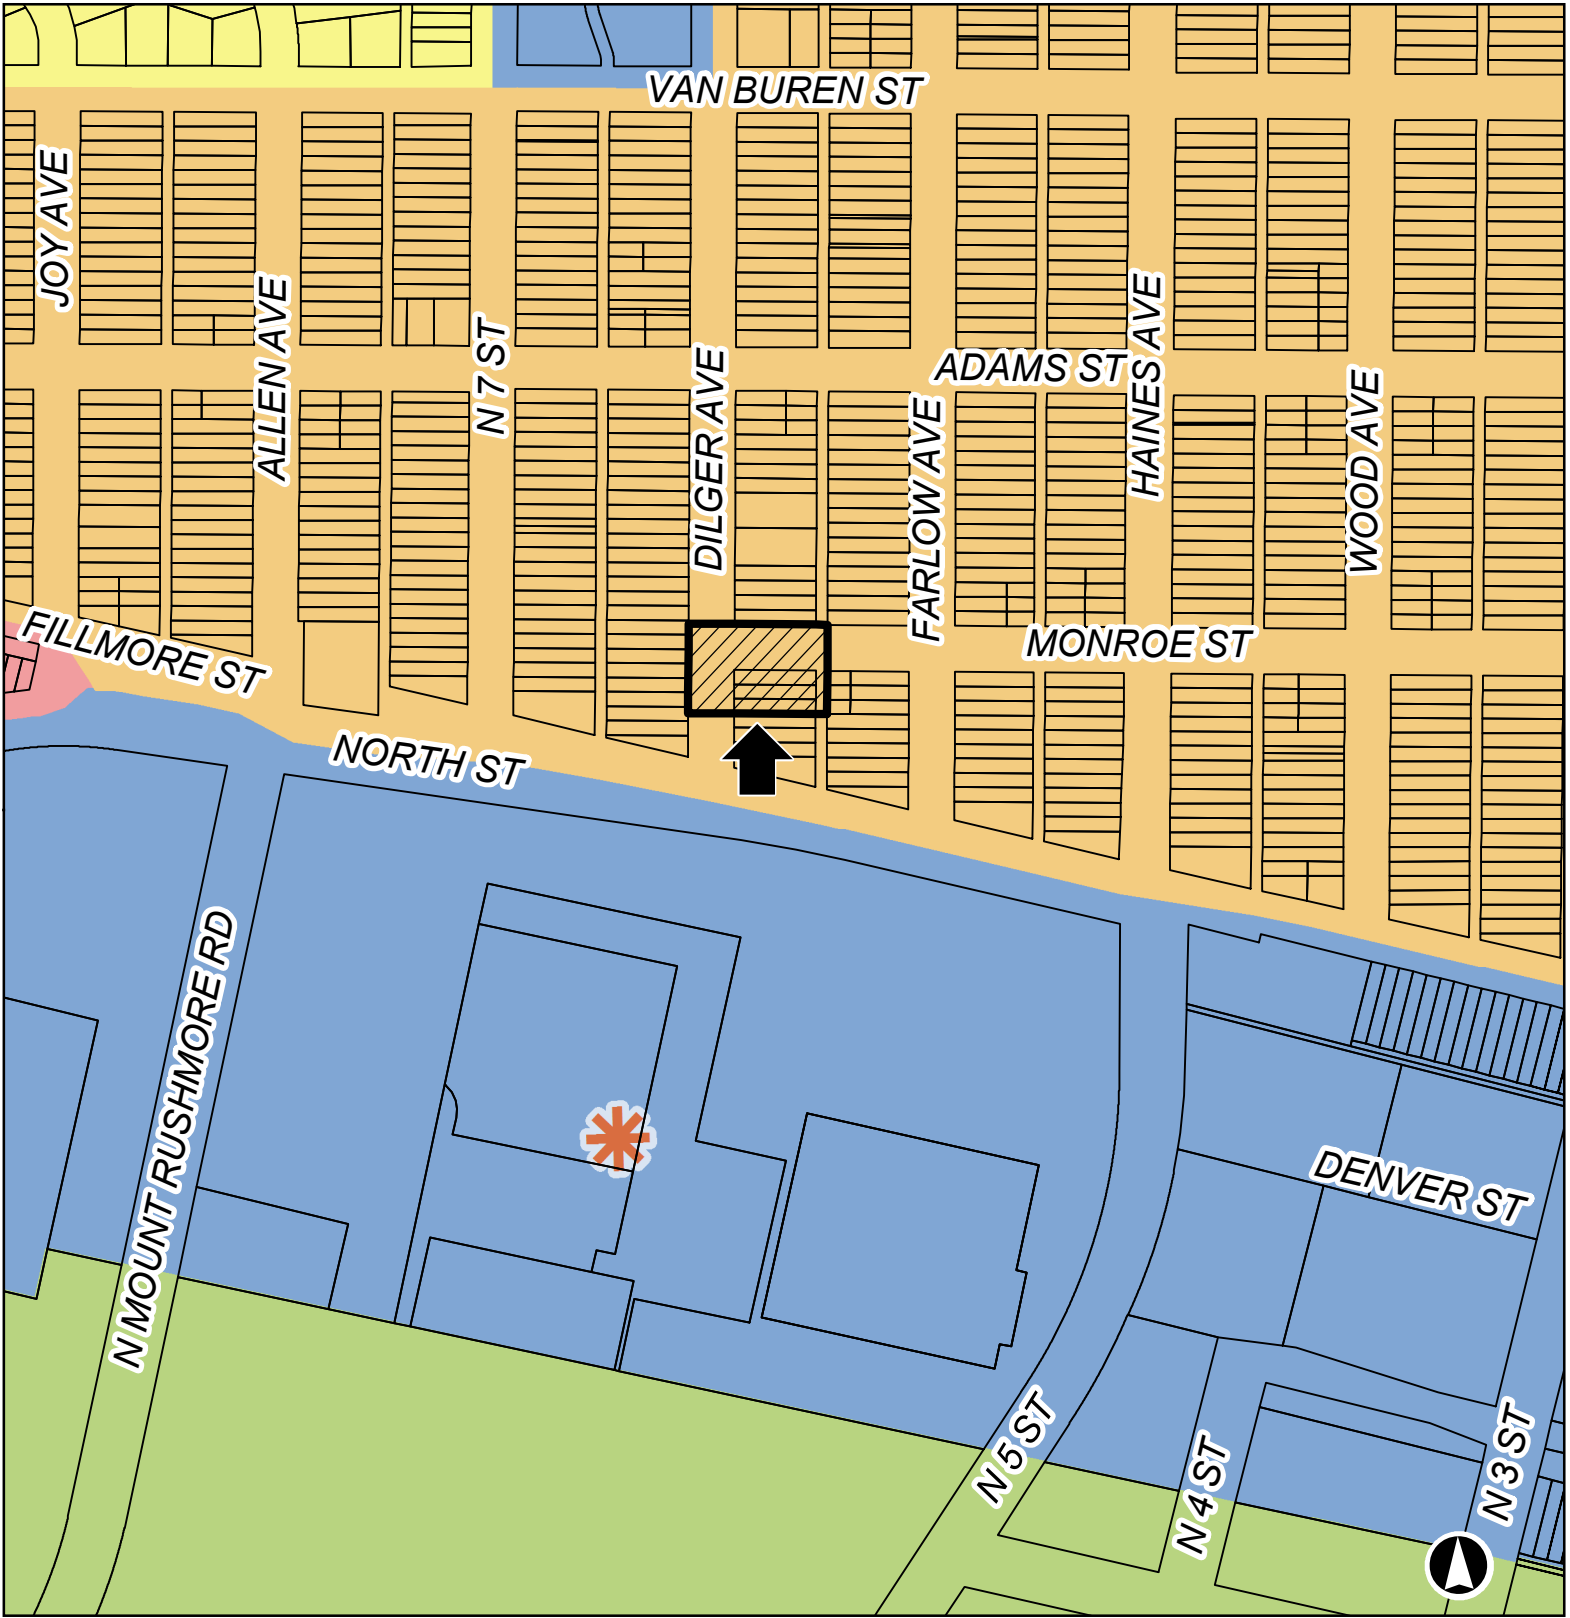 VAN BUREN ST
JOY AVE
ALLEN AVE
N 7 ST
DILGER AVE
ADAMS ST
FARLOW AVE
HAINES AVE
WOOD AVE
FILLMORE ST
MONROE ST
NORTH ST
N MOUNT RUSHMORE RD
DENVER ST
N 5 ST
N 4 ST
N 3 ST